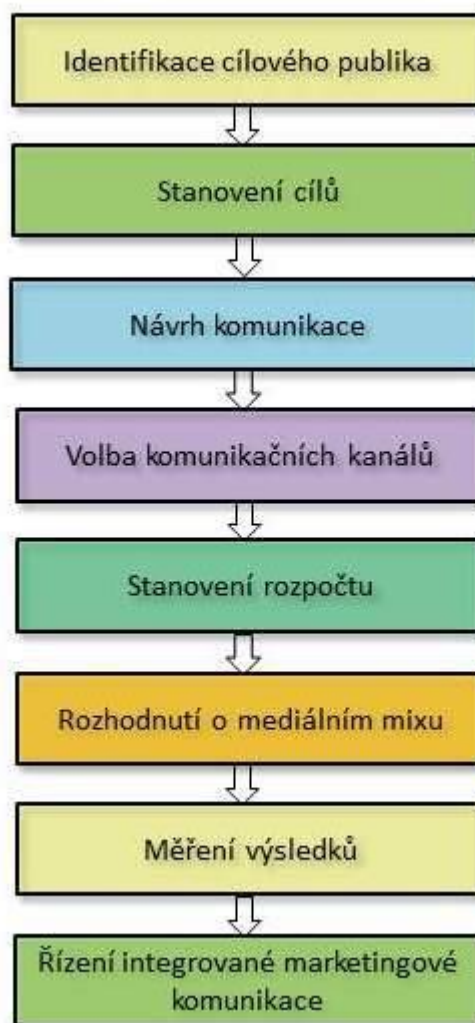 Identifikace cílového publika
Stanovení cílů
Návrh komunikace
Volba komunikačních kanálů
Stanovení rozpočtu
Rozhodnutí o mediálním mixu
Měření výsledků
Řízení integrované marketingové
komunikace